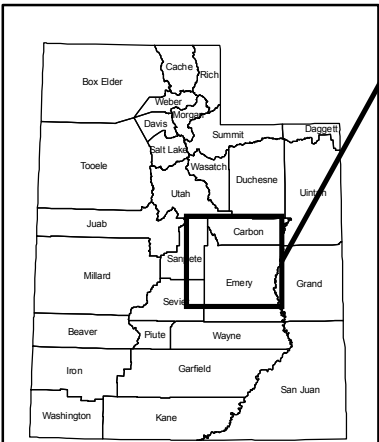 Cache
Rich
Box Elder
Weber
Morgan
Davis
Summit
Daggett
Salt Lake
Tooele
Wasatch
Duchesne
Uintah
Utah
Juab
Carbon
Sanpete
Millard
Emery
Grand
Sevier
Beaver
Piute
Wayne
Iron
Garfield
San Juan
Washington
Kane